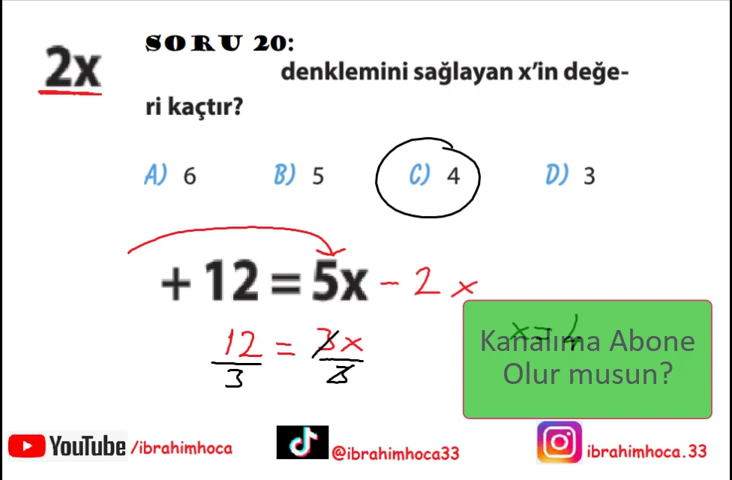 SORU 20:
2x
denklemini sağlayan x'in değe-
ri kaçtır?
A) 6 B) 5 C) 4 D) 3
+ 12 = 5x - 2x
12 = 3x
3 3
x = 4
Kanalıma Abone
Olur musun?
YouTube /ibrahimhoca @ibrahimhoca33 ibrahimhoca.33